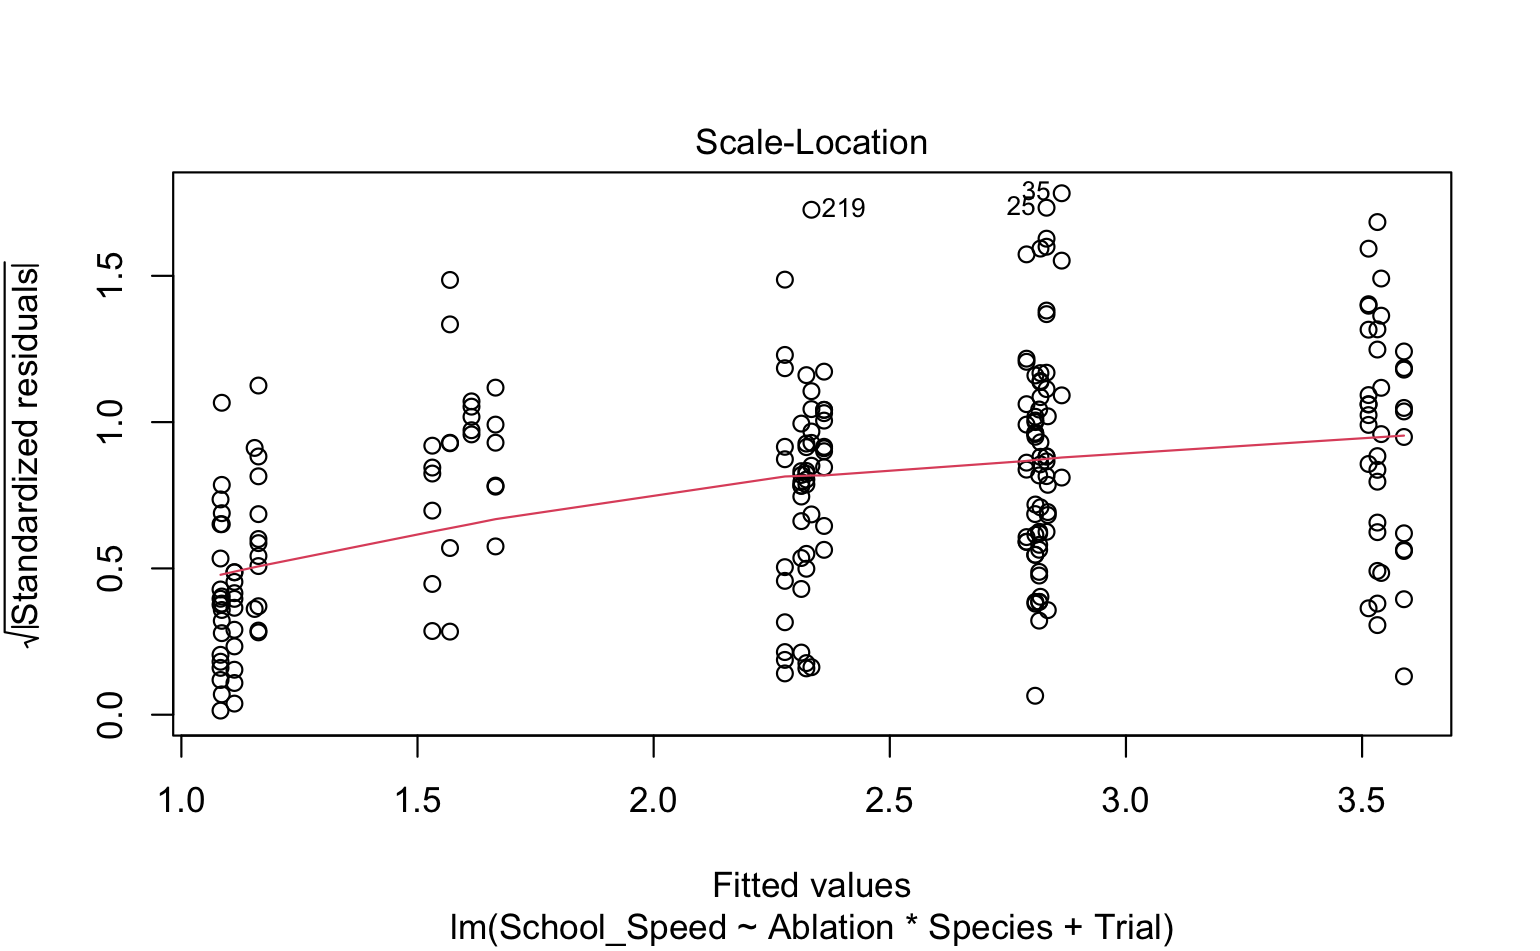 Scale-Location
√|Standardized residuals|
0.0 0.5 1.0 1.5
219
35
25
1.0 1.5 2.0 2.5 3.0 3.5
Fitted values
lm(School_Speed ~ Ablation * Species + Trial)